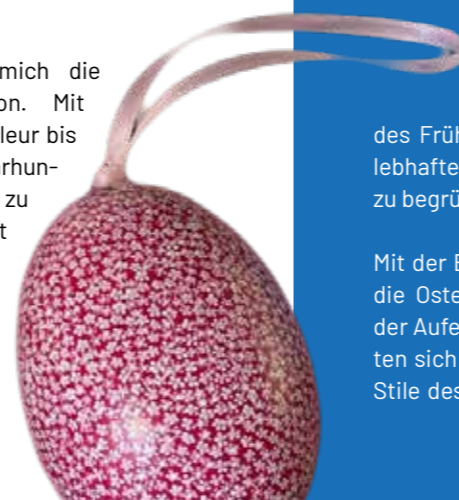 mich die
on. Mit
leur bis
rhun-
zu
t
des Früh
lebhafte
zu begrü
Mit der E
die Oste
der Aufe
ten sich
Stile des